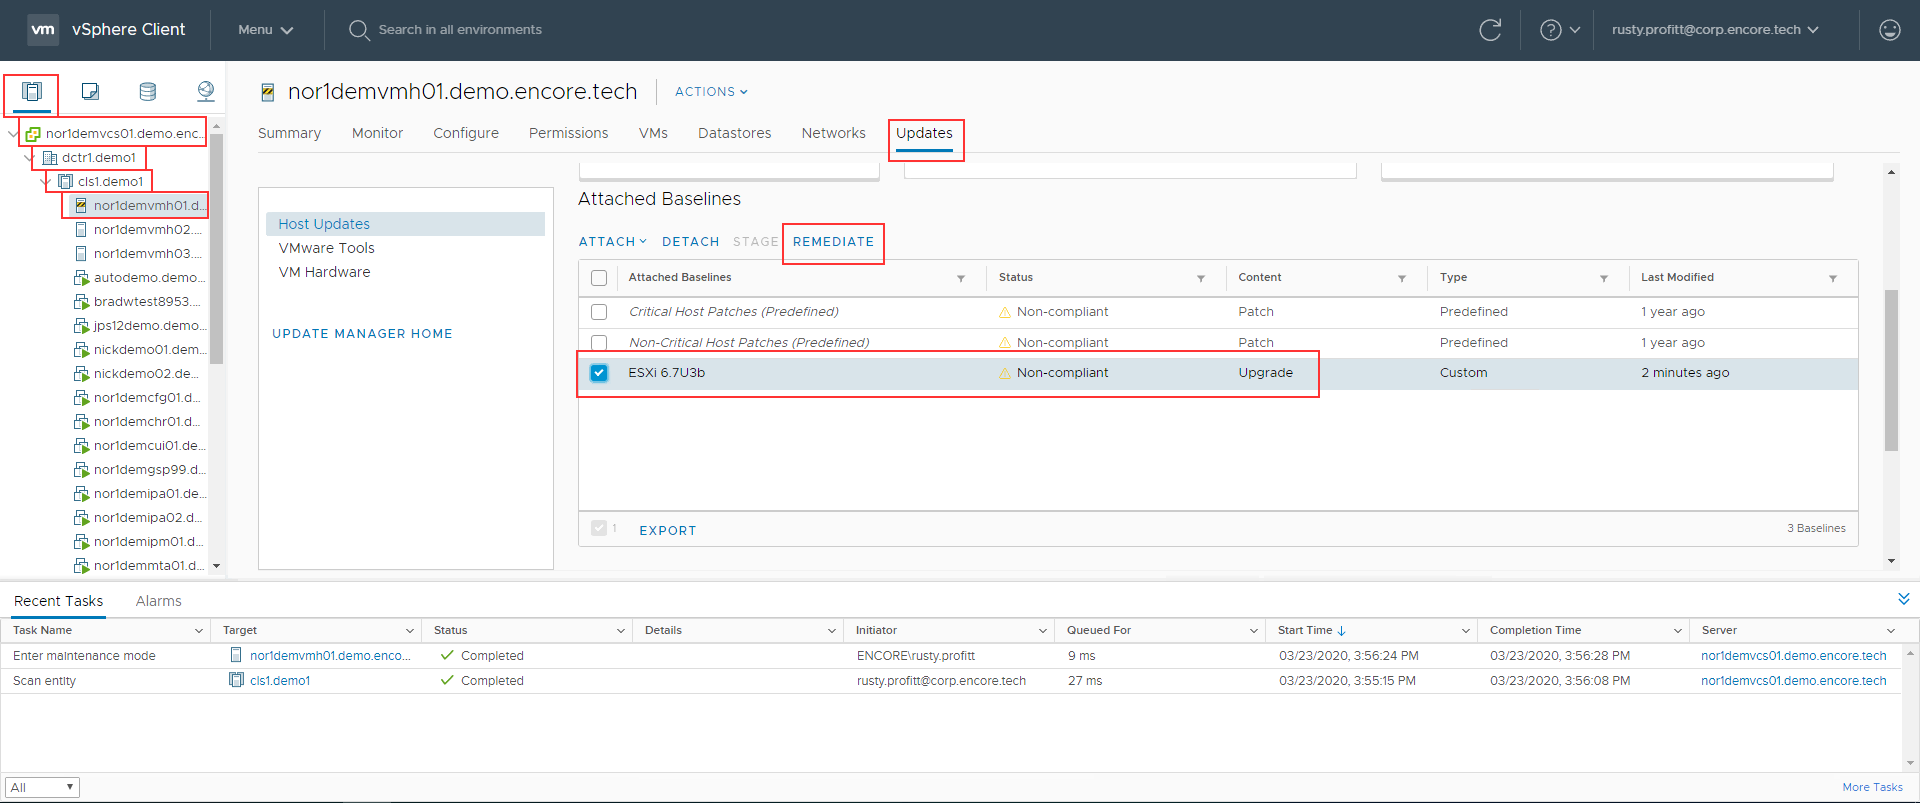 vm vSphere Client Menu Search in all environments rusty.profitt@corp.encore.tech
nor1demvcs01.demo.enc...
dctr1.demo1
cls1.demo1
nor1demvmh01.d...
nor1demvmh02....
nor1demvmh03....
autodemo.demo...
bradwtest8953....
jps12demo.demo...
nickdemo01.dem...
nickdemo02.de...
nor1demcfg01.d...
nor1demchr01.d...
nor1demcui01.de...
nor1demgsp99.d...
nor1demipa01.de...
nor1demipa02.d...
nor1demipm01.d...
nor1demmta01.d...
nor1demvmh01.demo.encore.tech ACTIONS
Summary Monitor Configure Permissions VMs Datastores Networks Updates
Host Updates
VMware Tools
VM Hardware
UPDATE MANAGER HOME
Attached Baselines
ATTACH DETACH STAGE REMEDIATE
Attached Baselines Status Content Type Last Modified
Critical Host Patches (Predefined) Non-compliant Patch Predefined 1 year ago
Non-Critical Host Patches (Predefined) Non-compliant Patch Predefined 1 year ago
ESXi 6.7U3b Non-compliant Upgrade Custom 2 minutes ago
1 EXPORT 3 Baselines
Recent Tasks Alarms
Task Name Target Status Details Initiator Queued For Start Time Completion Time Server
Enter maintenance mode nor1demvmh01.demo.enco... Completed ENCORE\rusty.profitt 9 ms 03/23/2020, 3:56:24 PM 03/23/2020, 3:56:28 PM nor1demvcs01.demo.encore.tech
Scan entity cls1.demo1 Completed rusty.profitt@corp.encore.tech 27 ms 03/23/2020, 3:55:15 PM 03/23/2020, 3:56:08 PM nor1demvcs01.demo.encore.tech
All More Tasks